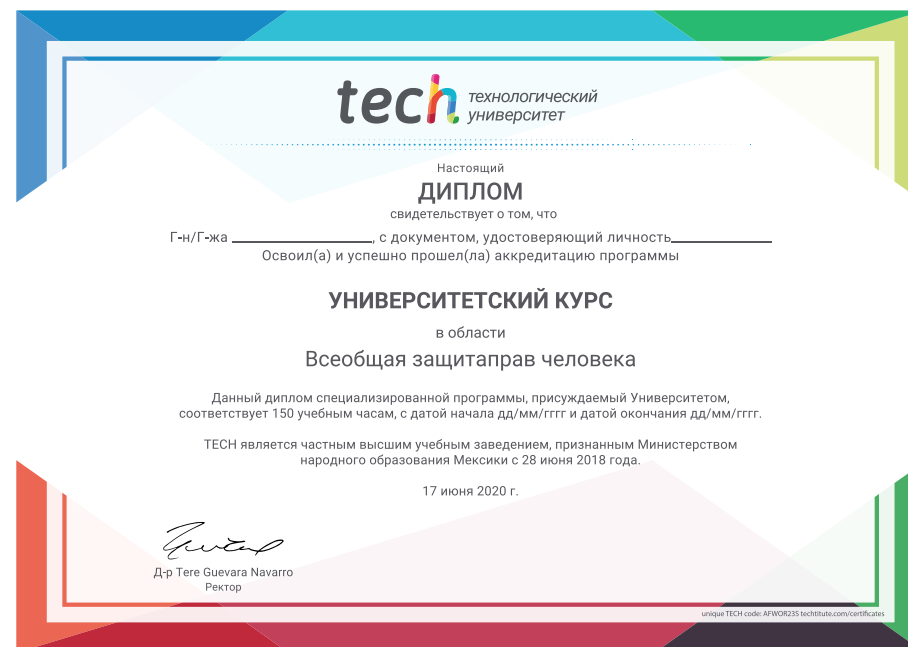 tech технологический
университет
Настоящий
ДИПЛОМ
свидетельствует о том, что
Г-н/Г-жа ____________, с документом, удостоверяющий личность____________
Освоил(а) и успешно прошел(ла) аккредитацию программы
УНИВЕРСИТЕТСКИЙ КУРС
в области
Всеобщая защитаправ человека
Данный диплом специализированной программы, присуждаемый Университетом,
соответствует 150 учебным часам, с датой начала дд/мм/гггг и датой окончания дд/мм/гггг.
TECH является частным высшим учебным заведением, признанным Министерством
народного образования Мексики с 28 июня 2018 года.
17 июня 2020 г.
Д-р Tere Guevara Navarro
Ректор
unique TECH code: AFWOR23S techtitute.com/certificates